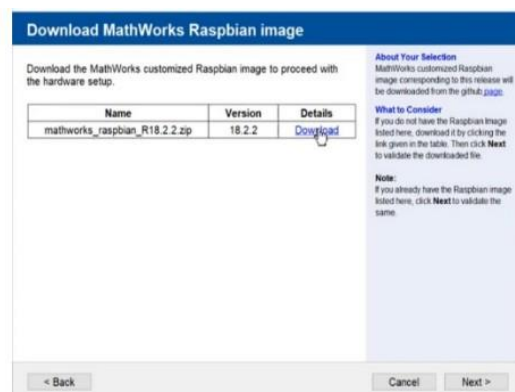 Download MathWorks Raspbian image
Download the MathWorks customized Raspbian image to proceed with
the hardware setup.
Name Version Details
mathworks_raspbian_R18.2.2.zip 18.2.2 Download
About Your Selection
MathWorks customized Raspbian
image corresponding to this release will
be downloaded from the github page.
What to Consider
If you do not have the Raspbian Image
listed here, download it by clicking the
link given in the table. Then click Next
to validate the downloaded file.
Note:
If you already have the Raspbian image
listed here, click Next to validate the
same.
< Back
Cancel
Next >